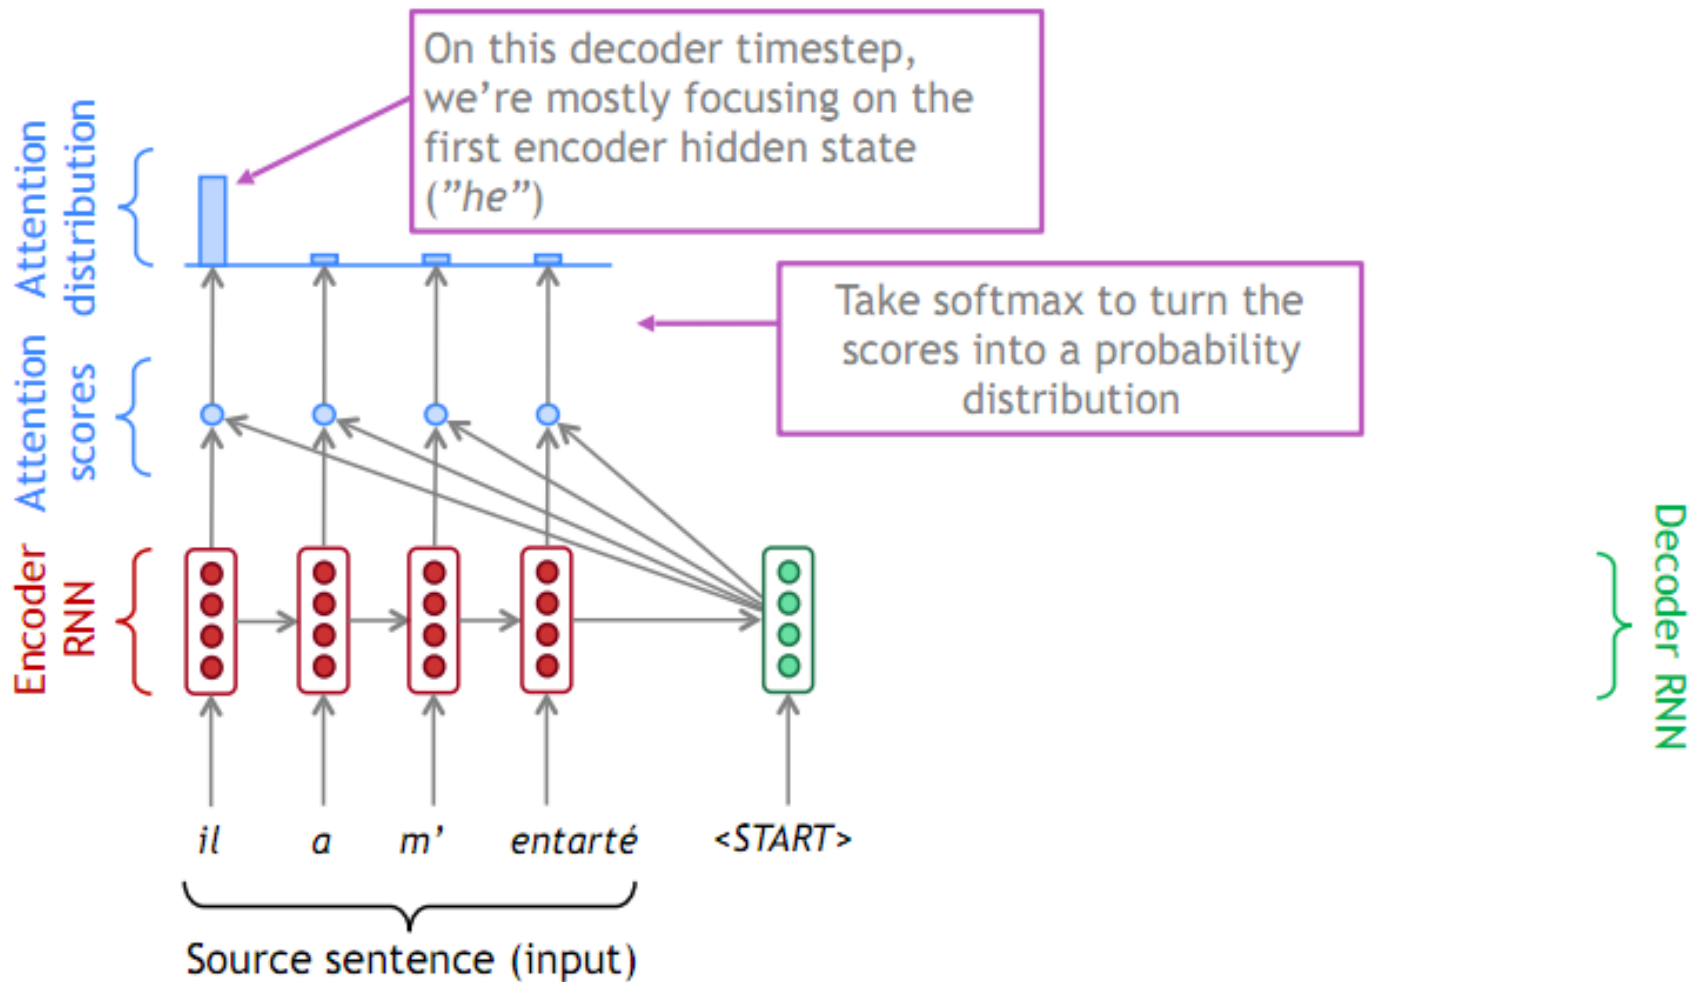 On this decoder timestep,
we’re mostly focusing on the
first encoder hidden state
(”he”)
Take softmax to turn the
scores into a probability
distribution
Attention
distribution
Attention
scores
Encoder
RNN
Decoder RNN
il a m’ entarté <START>
Source sentence (input)